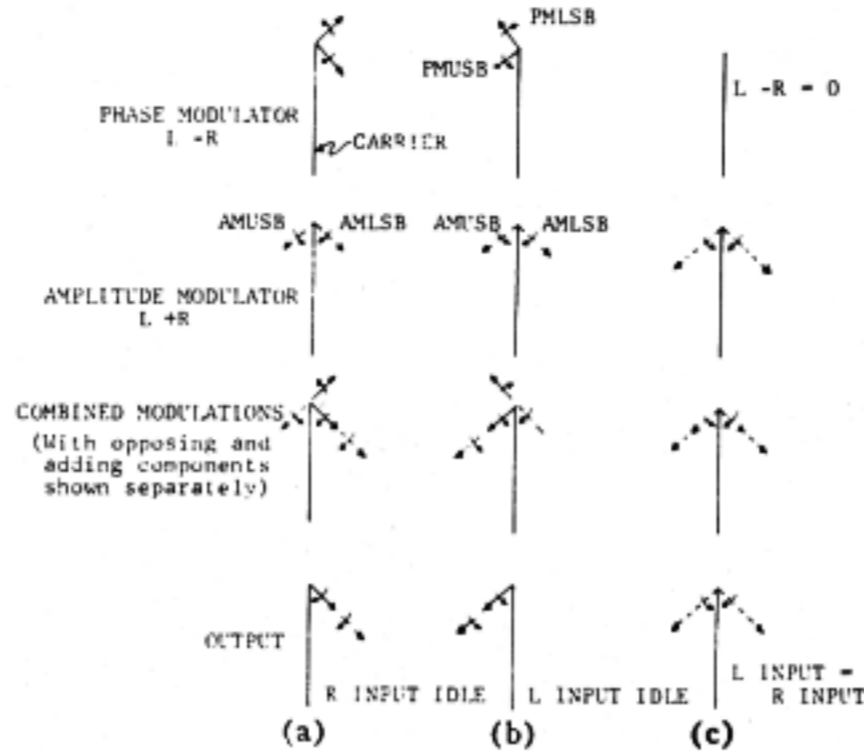 PMLSB
PMUSB
L -R = 0
PHASE MODULATOR
L -R
CARRIER
AMUSB AMLSB AMUSB AMLSB
AMPLITUDE MODULATOR
L +R
COMBINED MODULATIONS
(With opposing and
adding components
shown separately)
OUTPUT
R INPUT IDLE L INPUT IDLE L INPUT =
R INPUT
(a) (b) (c)